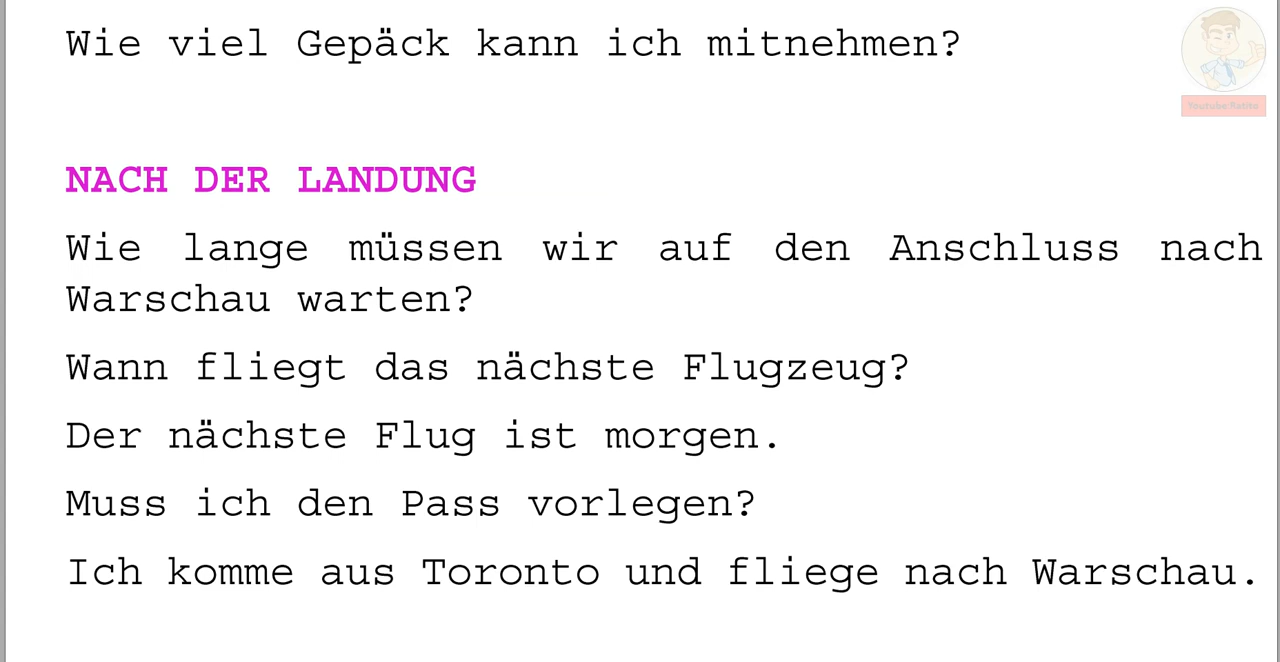 Wie viel Gepäck kann ich mitnehmen?
Youtube:Ratito
NACH DER LANDUNG
Wie lange müssen wir auf den Anschluss nach
Warschau warten?
Wann fliegt das nächste Flugzeug?
Der nächste Flug ist morgen.
Muss ich den Pass vorlegen?
Ich komme aus Toronto und fliege nach Warschau.